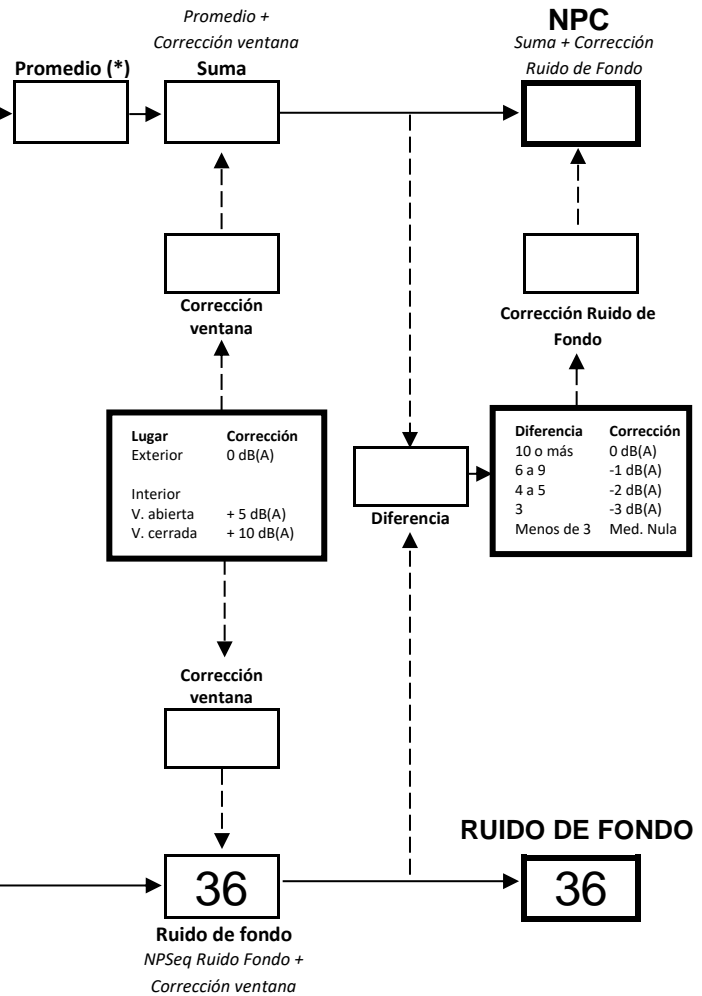 Promedio +
Corrección ventana
NPC
Suma + Corrección
Ruido de Fondo
Promedio (*)
Suma
Corrección
ventana
Corrección Ruido de
Fondo
Lugar Corrección
Exterior 0 dB(A)
Interior
V. abierta + 5 dB(A)
V. cerrada + 10 dB(A)
Diferencia
Diferencia Corrección
10 o más 0 dB(A)
6 a 9 -1 dB(A)
4 a 5 -2 dB(A)
3 -3 dB(A)
Menos de 3 Med. Nula
Corrección
ventana
RUIDO DE FONDO
36
36
Ruido de fondo
NPSeq Ruido Fondo +
Corrección ventana